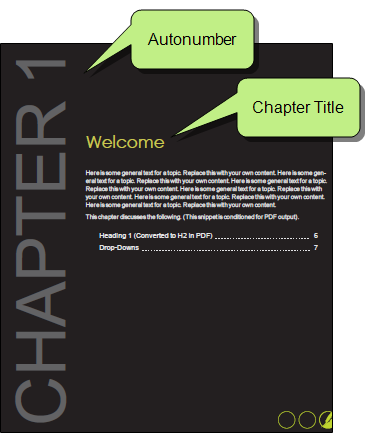 Autonumber
Chapter Title
CHAPTER 1
Welcome
Here is some general text for a topic. Replace this with your own content. Here is some gen-
eral text for a topic. Replace this with your own content. Here is some general text for a topic.
Replace this with your own content. Here is some general text for a topic. Replace this with
your own content. Here is some general text for a topic. Replace this with your own content.
Here is some general text for a topic. Replace this with your own content.
This chapter discusses the following. (This snippet is conditioned for PDF output).
Heading 1 (Converted to H2 in PDF) 6
Drop-Downs 7